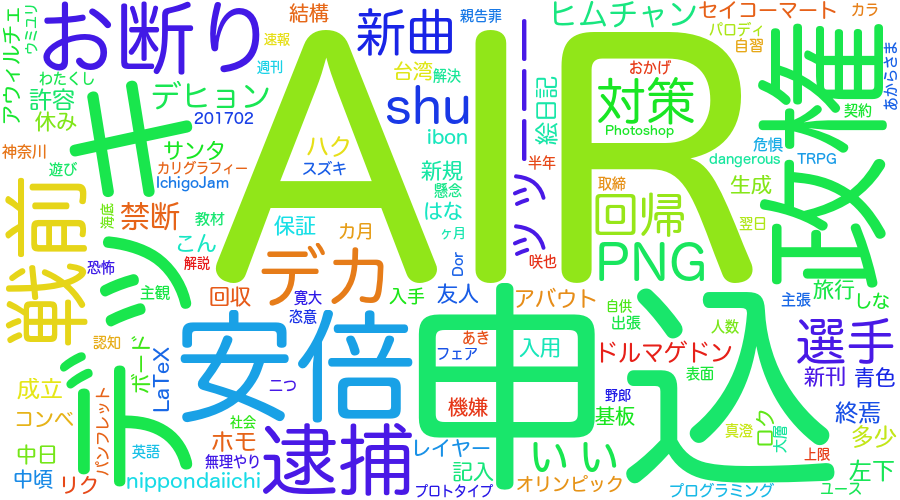 アウィルチェ
ウミユリ
お断り
結構
新曲
速報
親告罪
週刊
ヒムチャン
セイコーマート
カラ
パロディ
自習
あからさま
わたくし
許容
休み
デヒョン
201702
台湾
解決
shu
ibon
ツッ
絵日記
おかげ
対策
Photoshop
政権
契約
危惧
dangerous
TRPG
神奈川
遊び
キ
サンタ
カリグラフィー
IchigoJam
ハク
スズキ
AIR
新規
懸念
はな
ヶ月
半年
取締
回帰
生成
翌日
戦前
海底
禁断
教材
こん
保証
カ月
咲也
PNG
恐怖
デッ
解説
主観
回収
デカ
寛大
恣意
入手
Dor
友人
アバウト
自供
出張
旅行
しな
主張
人数
認知
ボード
LaTeX
安倍
二つ
あき
フェア
申込
入用
ドルマゲドン
表面
選手
新刊
青色
成立
コンペ
パンフレット
機嫌
野郎
基板
終焉
中日
英語
社会
ホモ
無理やり
逮捕
レイヤー
記入
いい
オリンピック
真澄
ロク
大層
多少
上限
左下
中頃
リク
nippondaiichi
プロトタイプ
プログラミング
ユース